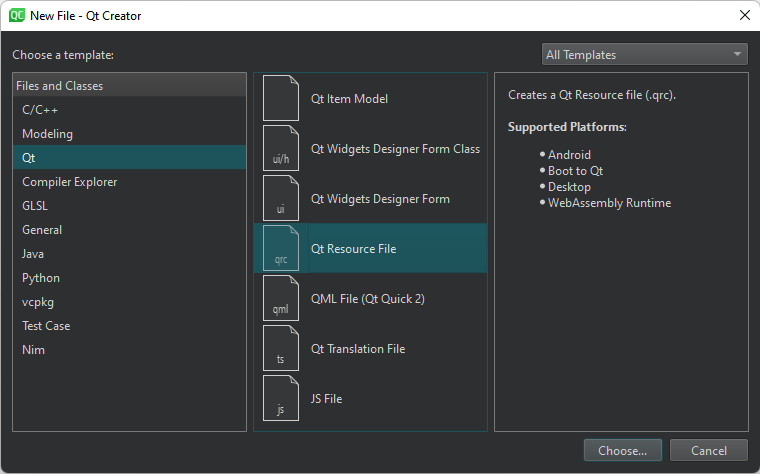 QC New File - Qt Creator
Choose a template:
All Templates
Files and Classes
C/C++
Modeling
Qt
Compiler Explorer
GLSL
General
Java
Python
vcpkg
Test Case
Nim
Qt Item Model
ui/h Qt Widgets Designer Form Class
ui Qt Widgets Designer Form
qrc Qt Resource File
qml QML File (Qt Quick 2)
ts Qt Translation File
js JS File
Creates a Qt Resource file (.qrc).
Supported Platforms:
• Android
• Boot to Qt
• Desktop
• WebAssembly Runtime
Choose...
Cancel